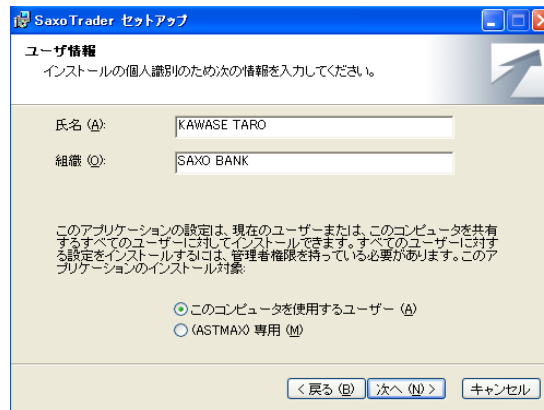 SaxoTrader セットアップ
ユーザ情報
インストールの個人識別のため次の情報を入力してください。
氏名 (A):
KAWASE TARO
組織 (O):
SAXO BANK
このアプリケーションの設定は、現在のユーザーまたは、このコンピュータを共有
するすべてのユーザーに対してインストールできます。すべてのユーザーに対す
る設定をインストールするには、管理者権限を持っている必要があります。このア
プリケーションのインストール対象:
このコンピュータを使用するユーザー (A)
(ASTMAX) 専用 (M)
< 戻る (B)
次へ (N) >
キャンセル